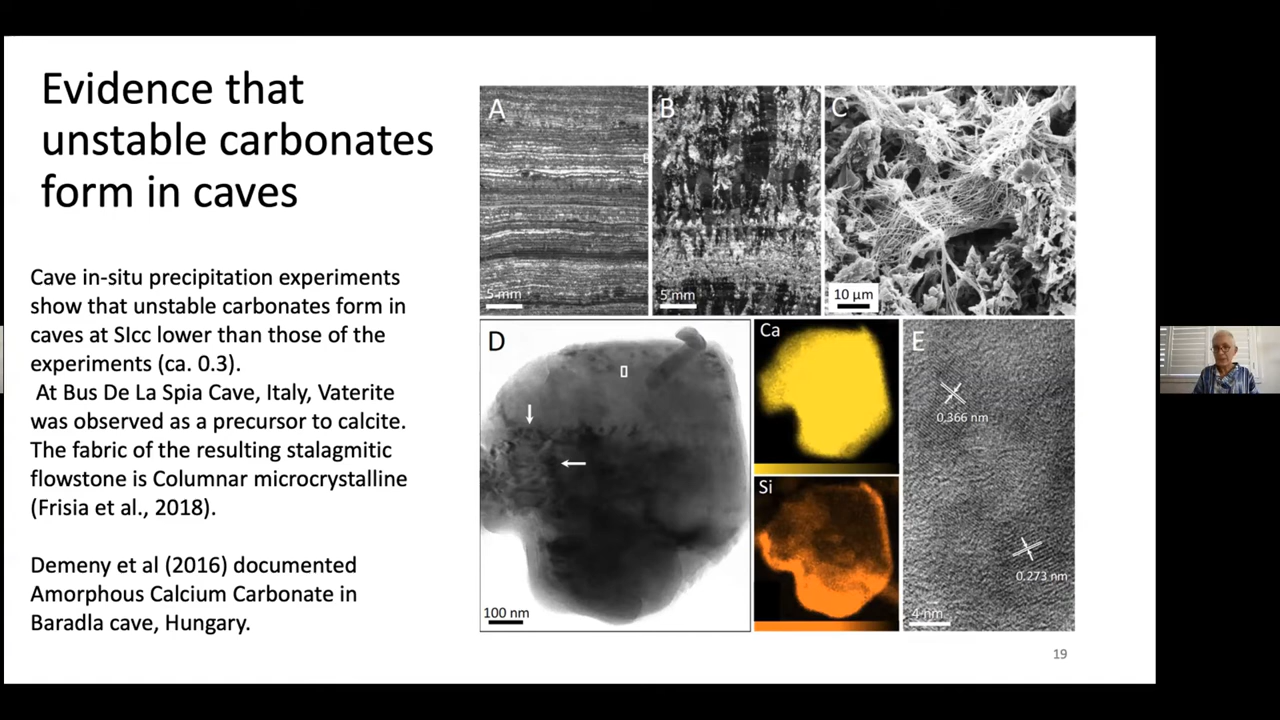 Evidence that
unstable carbonates
form in caves
Cave in-situ precipitation experiments
show that unstable carbonates form in
caves at SIcc lower than those of the
experiments (ca. 0.3).
At Bus De La Spia Cave, Italy, Vaterite
was observed as a precursor to calcite.
The fabric of the resulting stalagmitic
flowstone is Columnar microcrystalline
(Frisia et al., 2018).
Demeny et al (2016) documented
Amorphous Calcium Carbonate in
Baradla cave, Hungary.
A
5 mm
B
5 mm
C
10 µm
D
100 nm
Ca
Si
E
0.366 nm
0.273 nm
4 nm
19